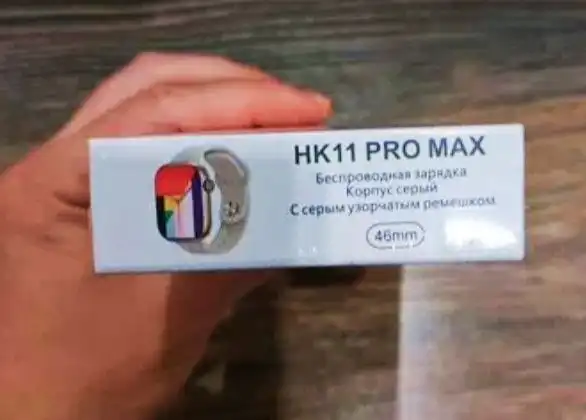 HK11 PRO MAX
Беспроводная зарядка
Корпус серый
С серым узорчатым ремешком
46mm